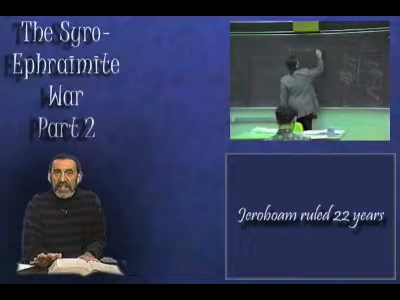 The Syro-
Ephraimite
War
Part 2
Jeroboam ruled 22 years